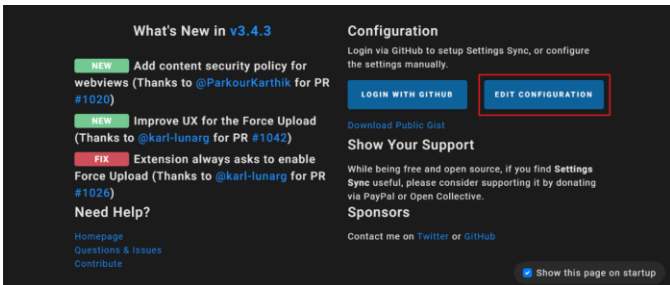 What's New in v3.4.3
NEW Add content security policy for
webviews (Thanks to @ParkourKarthik for PR
#1020)
NEW Improve UX for the Force Upload
(Thanks to @karl-lunarg for PR #1042)
FIX Extension always asks to enable
Force Upload (Thanks to @karl-lunarg for PR
#1026)
Need Help?
Homepage
Questions & Issues
Contribute
Configuration
Login via GitHub to setup Settings Sync, or configure
the settings manually.
LOGIN WITH GITHUB
EDIT CONFIGURATION
Download Public Gist
Show Your Support
While being free and open source, if you find Settings
Sync useful, please consider supporting it by donating
via PayPal or Open Collective.
Sponsors
Contact me on Twitter or GitHub
Show this page on startup